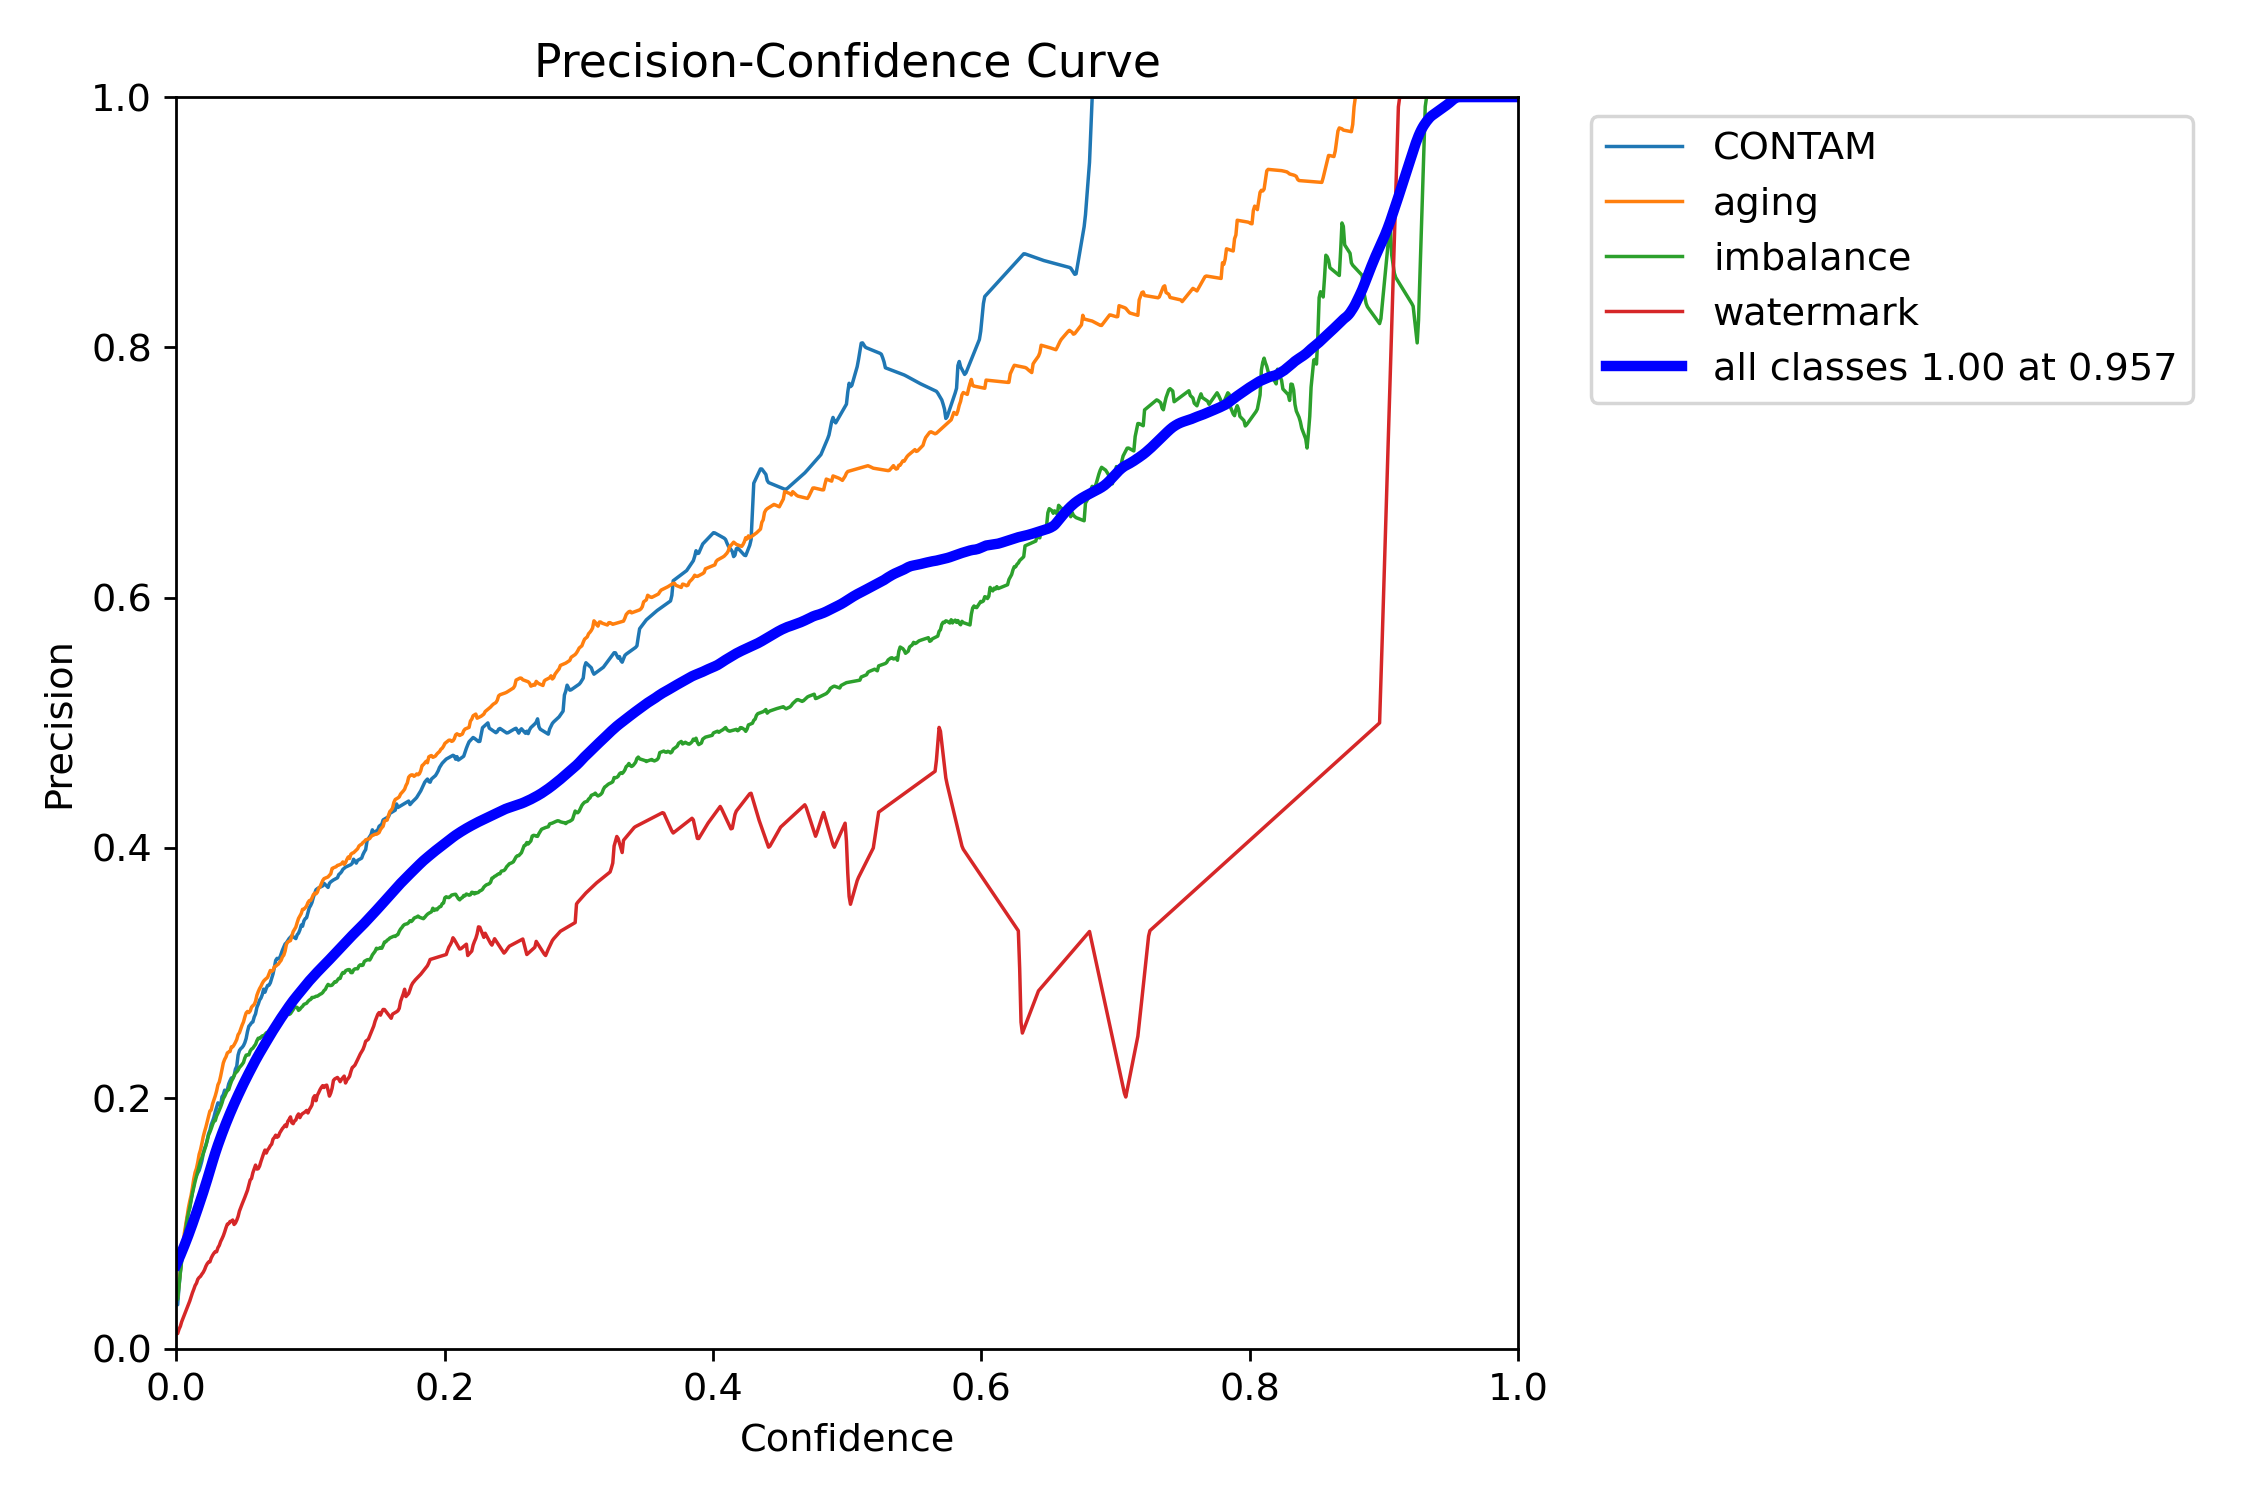 Precision-Confidence Curve
1.0
0.8
0.6
0.4
0.2
0.0
Precision
0.0 0.2 0.4 0.6 0.8 1.0
Confidence
CONTAM
aging
imbalance
watermark
all classes 1.00 at 0.957